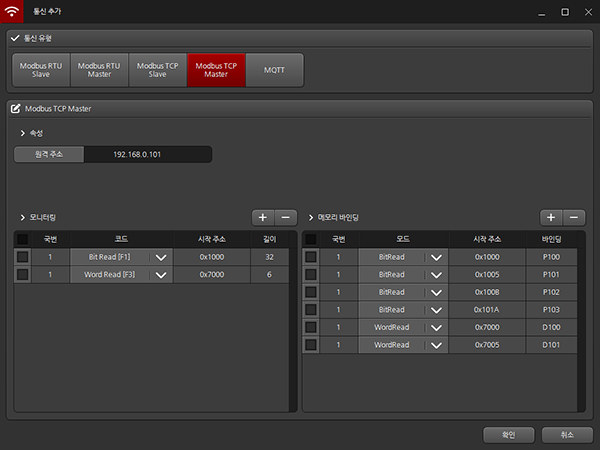 통신 추가
통신 유형
Modbus RTU Slave
Modbus RTU Master
Modbus TCP Slave
Modbus TCP Master
MQTT
Modbus TCP Master
속성
원격 주소 192.168.0.101
모니터링
국번 코드 시작 주소 길이
1 Bit Read [F1] 0x1000 32
1 Word Read [F3] 0x7000 6
메모리 바인딩
국번 모드 시작 주소 바인딩
1 BitRead 0x1000 P100
1 BitRead 0x1005 P101
1 BitRead 0x100B P102
1 BitRead 0x101A P103
1 WordRead 0x7000 D100
1 WordRead 0x7005 D101
확인 취소